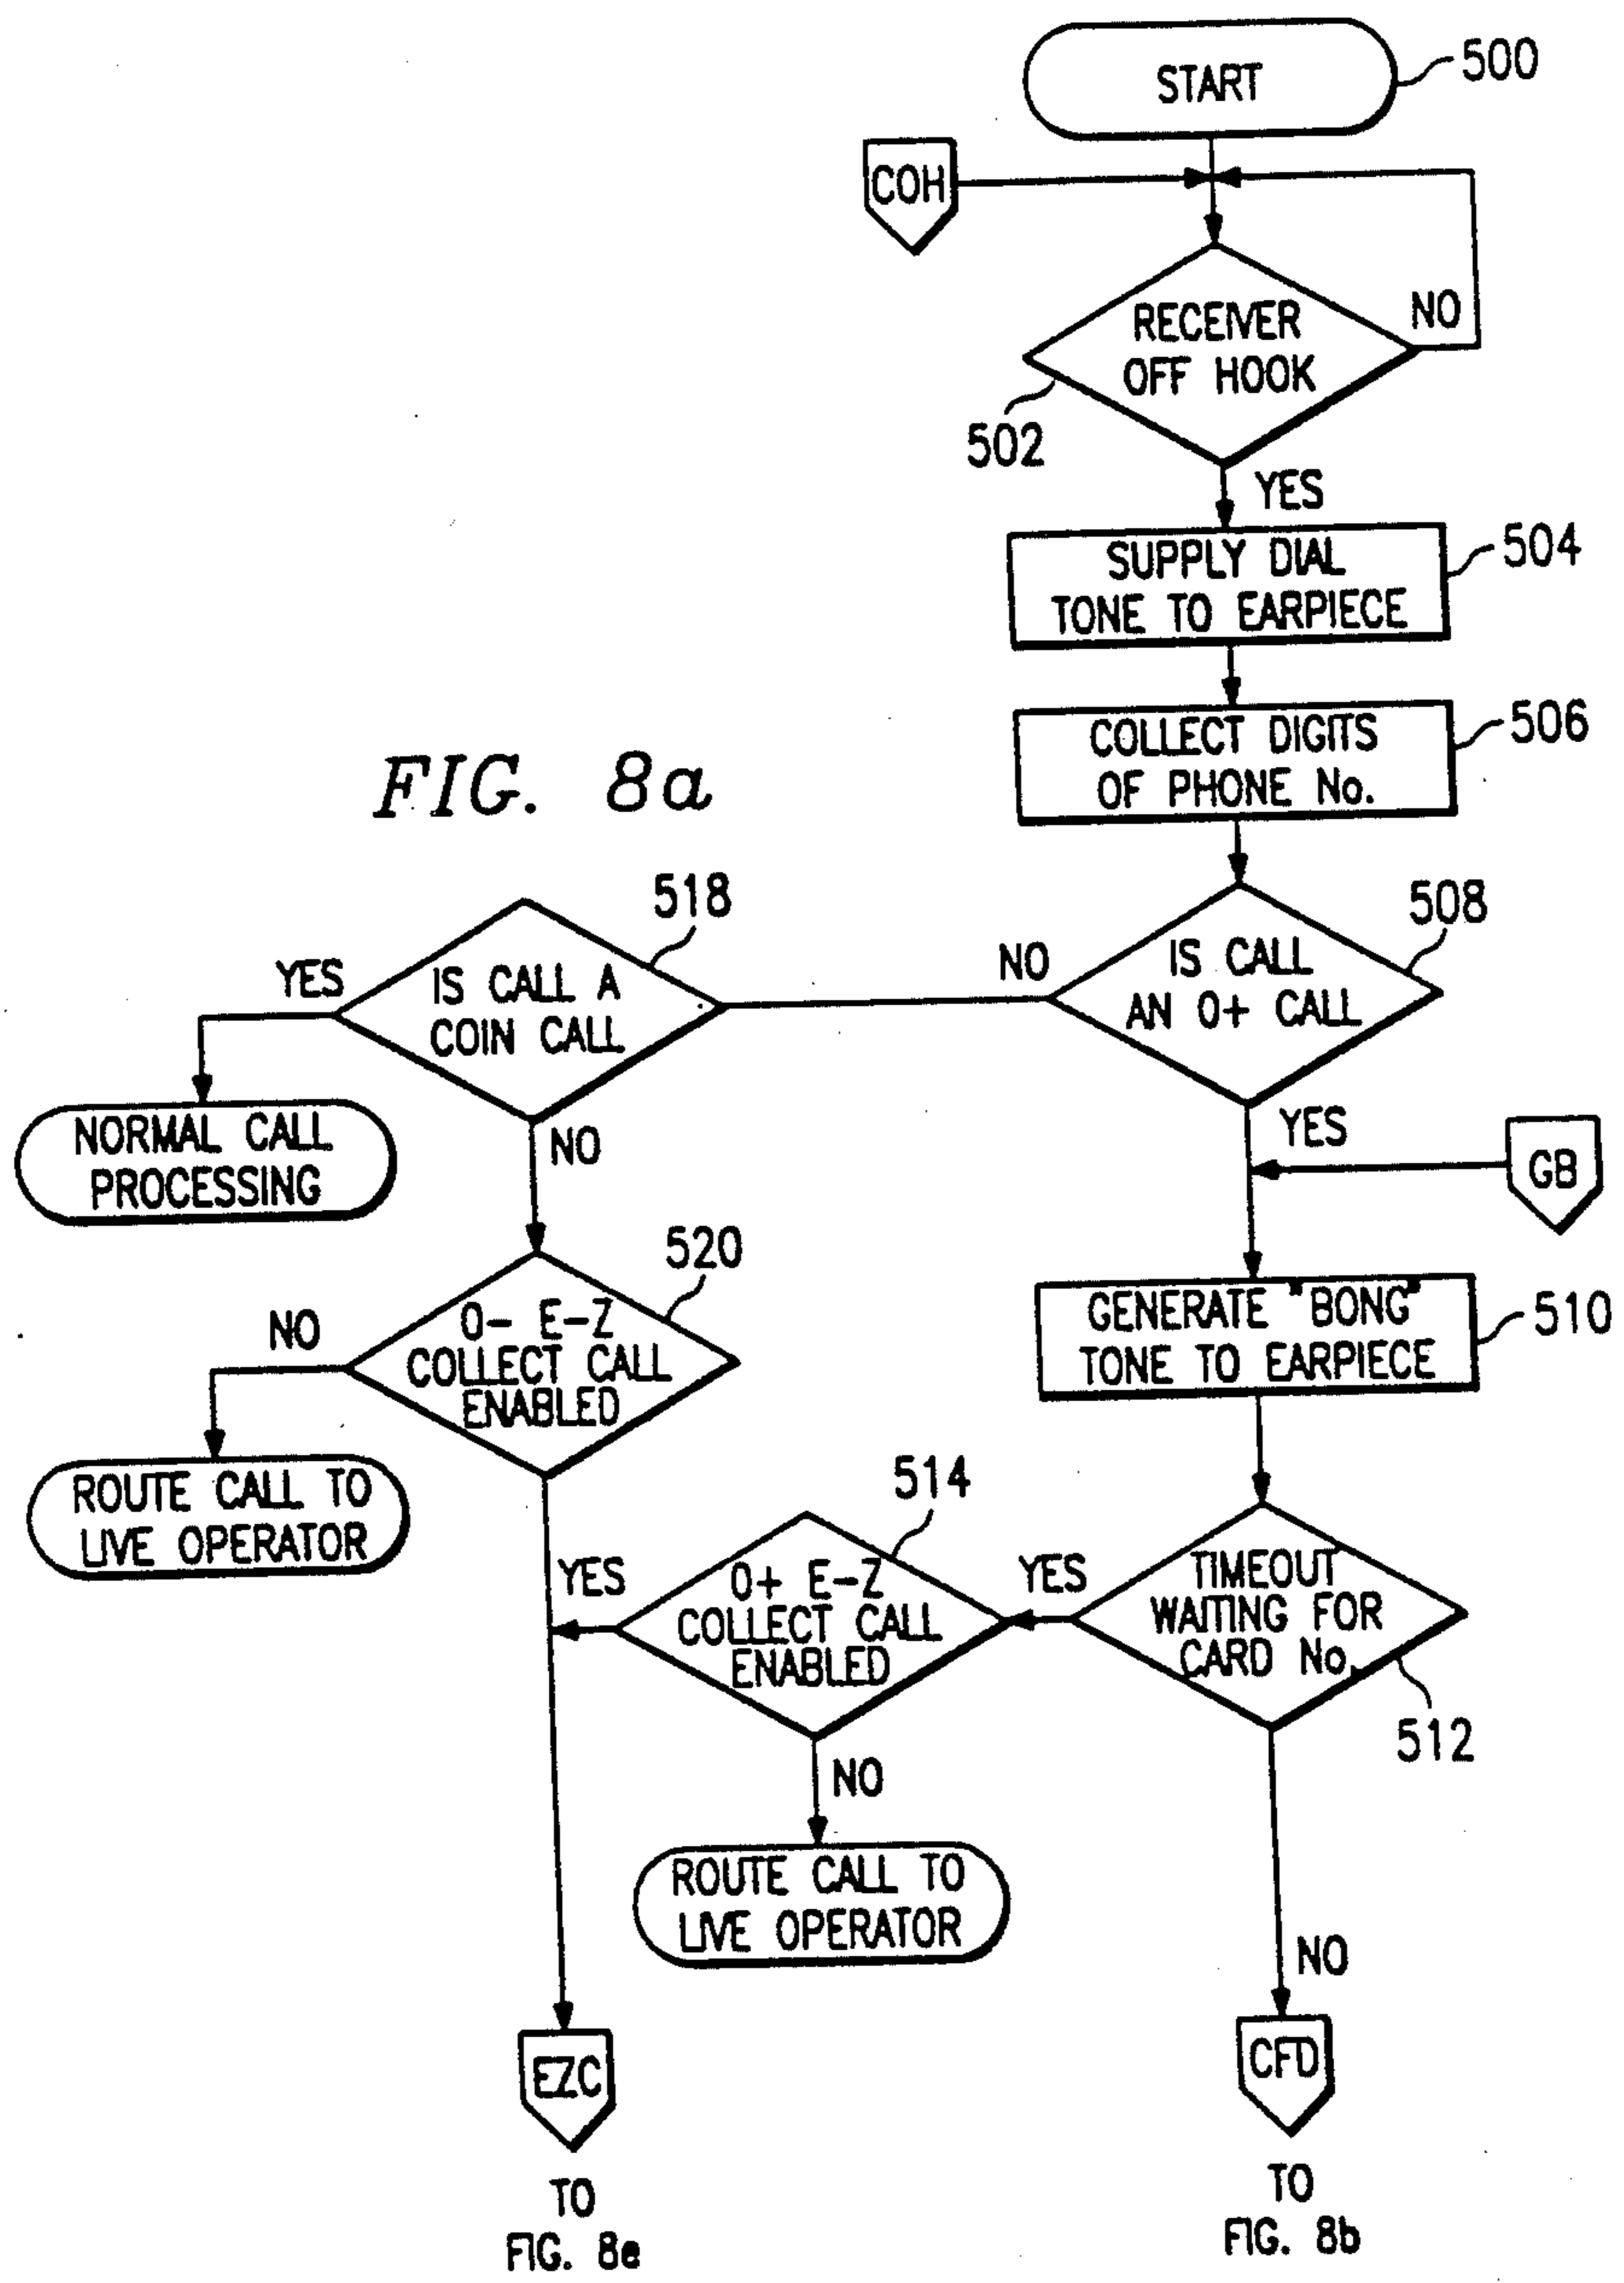 START
500
COH
RECEIVER
OFF HOOK
NO
502
YES
SUPPLY DIAL
TONE TO EARPIECE
504
COLLECT DIGITS
OF PHONE No.
506
FIG. 8a
518
508
YES
IS CALL A
COIN CALL
NO
IS CALL
AN 0+ CALL
NORMAL CALL
PROCESSING
NO
YES
GB
520
NO
0- E-Z
COLLECT CALL
ENABLED
GENERATE "BONG"
TONE TO EARPIECE
510
ROUTE CALL TO
LIVE OPERATOR
514
YES
0+ E-Z
COLLECT CALL
ENABLED
YES
TIMEOUT
WAITING FOR
CARD No.
512
NO
ROUTE CALL TO
LIVE OPERATOR
NO
EZC
CFD
TO
FIG. 8e
TO
FIG. 8b